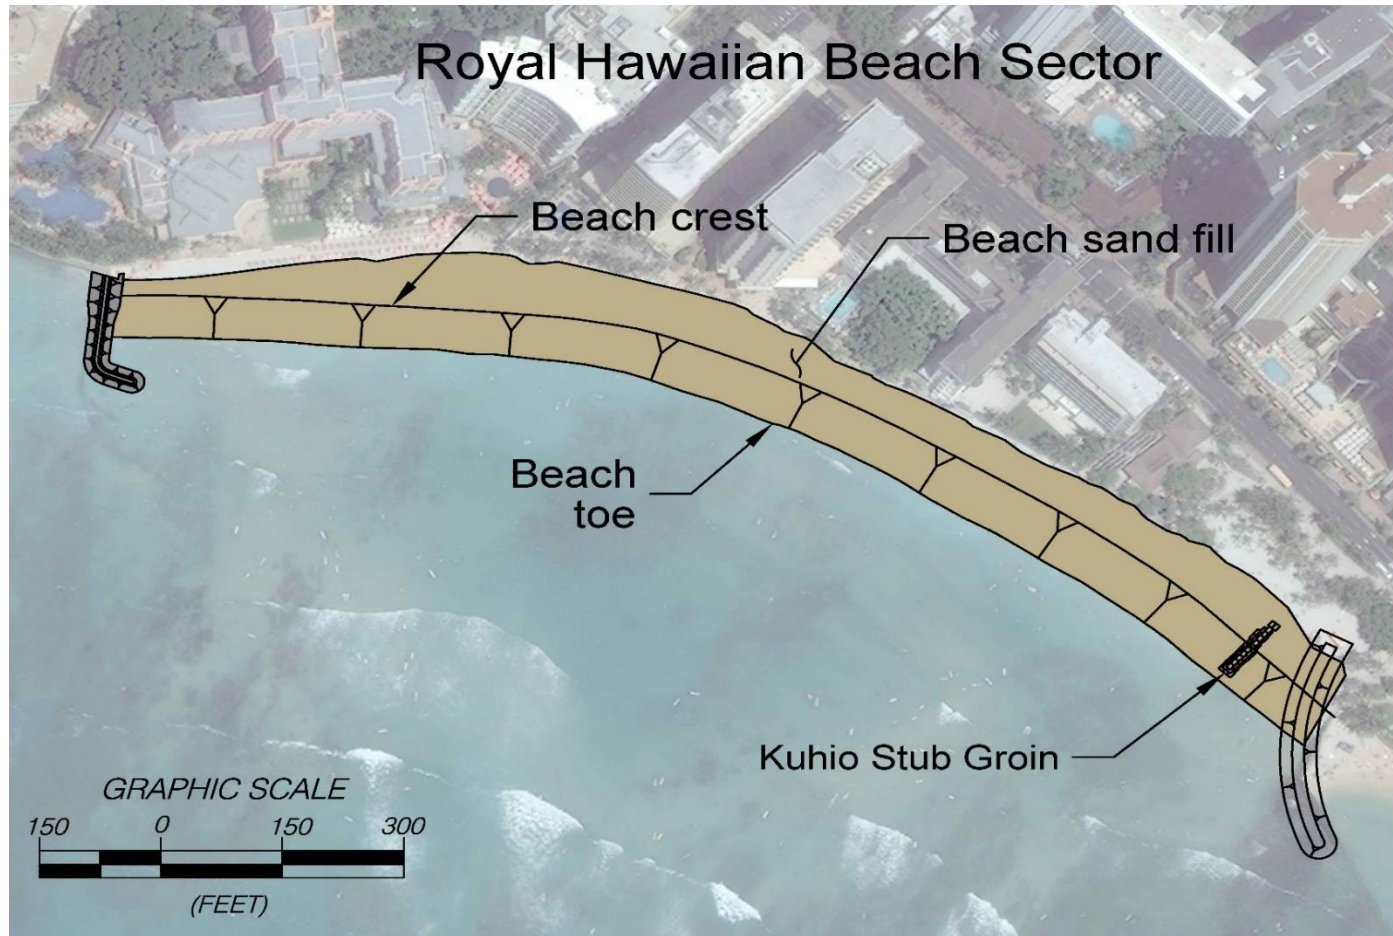 Royal Hawaiian Beach Sector
Beach crest
Beach sand fill
Beach
toe
Kuhio Stub Groin
GRAPHIC SCALE
150 0 150 300
(FEET)